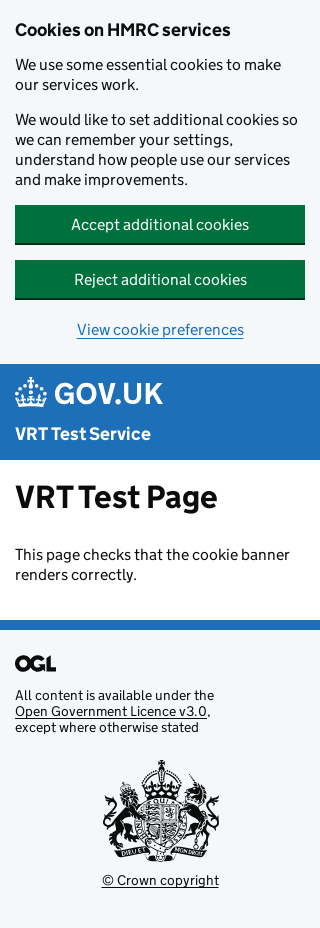 Cookies on HMRC services
We use some essential cookies to make
our services work.
We would like to set additional cookies so
we can remember your settings,
understand how people use our services
and make improvements.
Accept additional cookies
Reject additional cookies
View cookie preferences
GOV.UK
VRT Test Service
VRT Test Page
This page checks that the cookie banner
renders correctly.
OGL
All content is available under the
Open Government Licence v3.0,
except where otherwise stated
DIEU ET MON DROIT
© Crown copyright